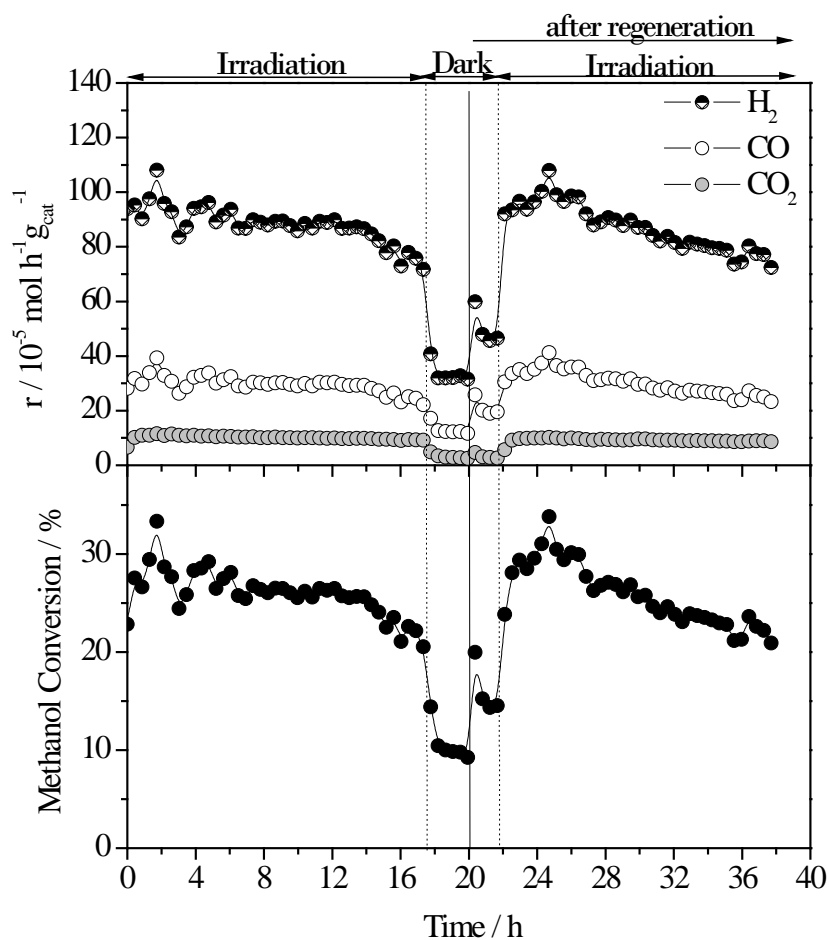 after regeneration
Irradiation Dark Irradiation
140
120
100
80
60
40
20
0
r / 10⁻⁵ mol h⁻¹ g_cat⁻¹
H₂
CO
CO₂
30
20
10
0
Methanol Conversion / %
0 4 8 12 16 20 24 28 32 36 40
Time / h